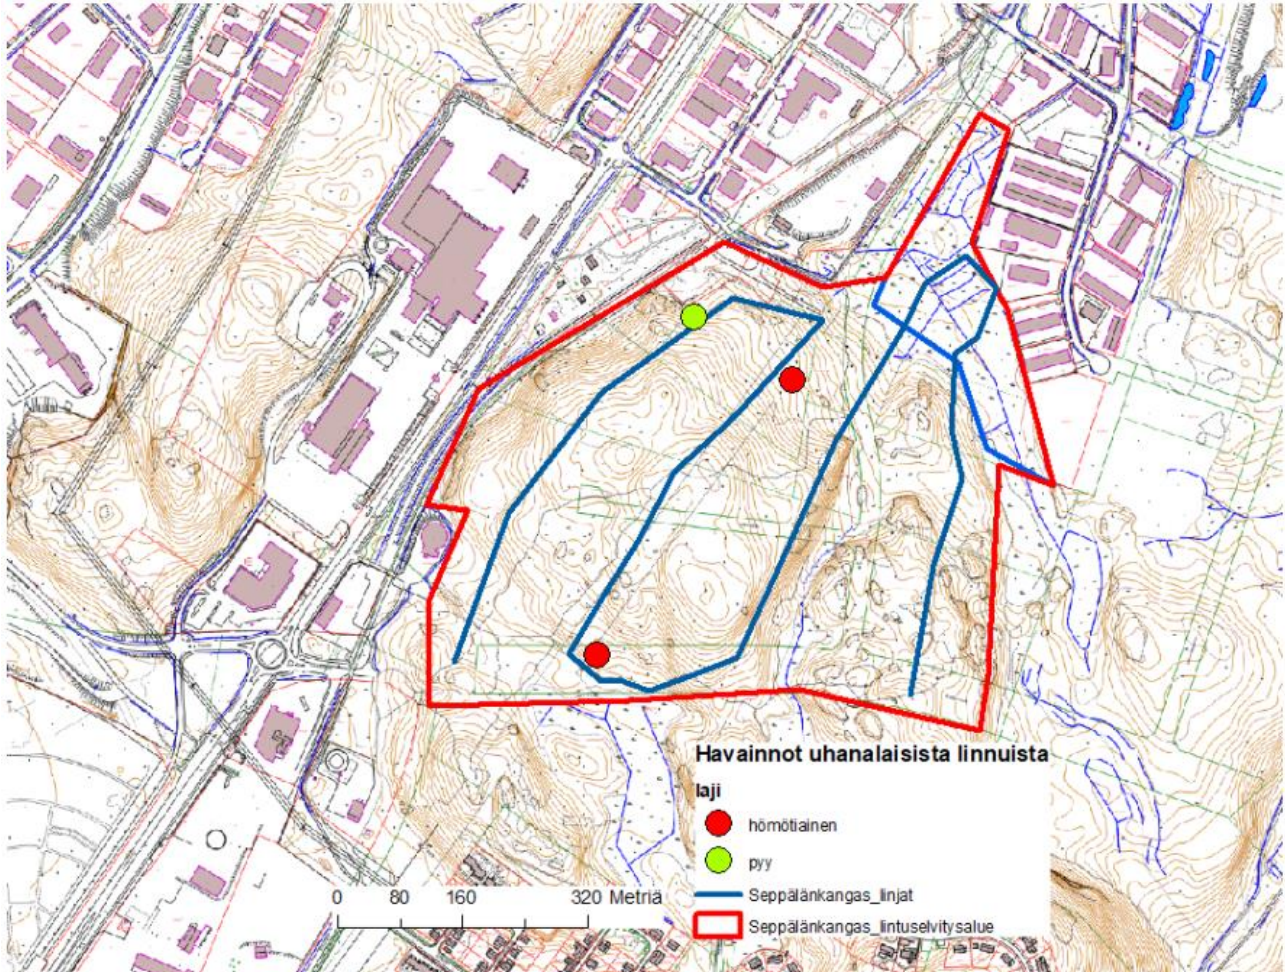 Havainnot uhanalaisista linnuista
laji
hömötiainen
pyy
0 80 160 320 Metriä
Seppälänkangas_linjat
Seppälänkangas_lintuselvitysalue